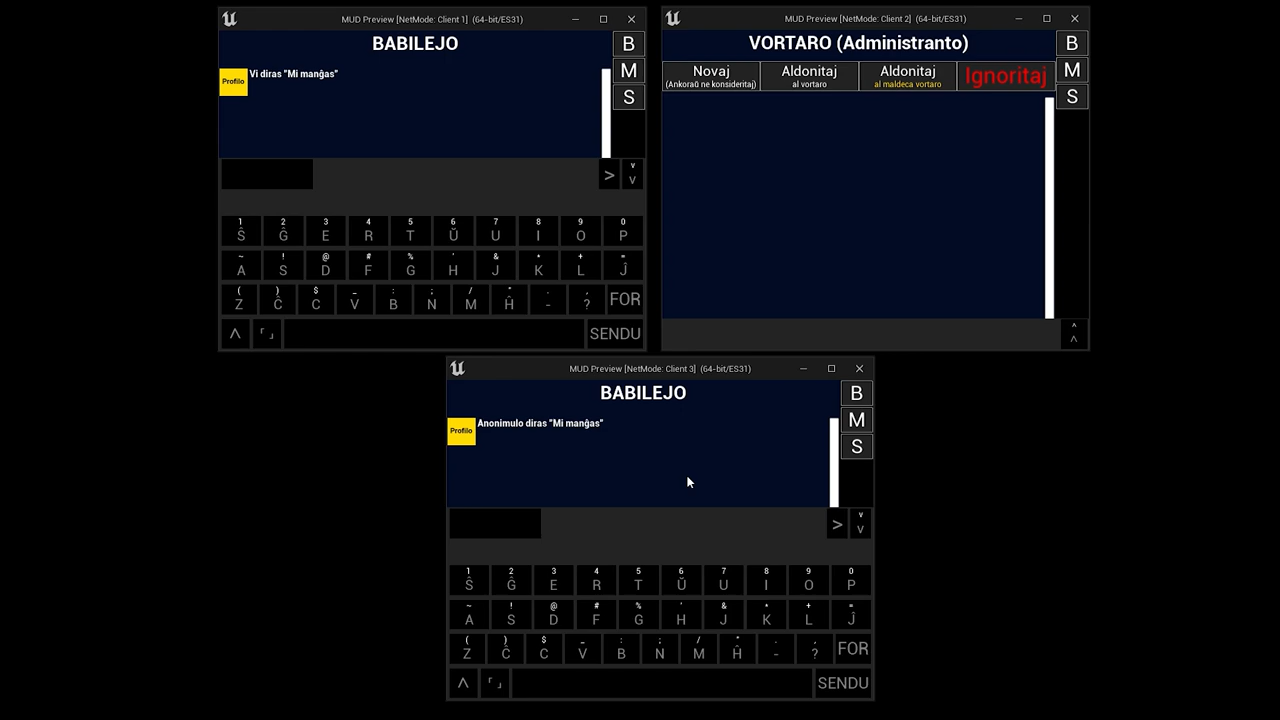 MUD Preview [NetMode: Client 1] (64-bit/ES31)
BABILEJO
B
M
S
Profilo
Vi diras "Mi manĝas"
> v V
1 2 3 4 5 6 7 8 9 0
Ŝ Ĝ E R T Ŭ U I O P
~ ! @ # % ' & * + =
A S D F G H J K L Ĵ
( ) $ _ : ; / " . ,
Z Ĉ C V B N M Ĥ - ?
FOR
^ 「」 SENDU
MUD Preview [NetMode: Client 2] (64-bit/ES31)
VORTARO (Administranto)
B
M
S
Novaj
(Ankoraŭ ne konsideritaj)
Aldonitaj
al vortaro
Aldonitaj
al maldeca vortaro
Ignoritaj
^
^
MUD Preview [NetMode: Client 3] (64-bit/ES31)
BABILEJO
B
M
S
Profilo
Anonimulo diras "Mi manĝas"
> v V
1 2 3 4 5 6 7 8 9 0
Ŝ Ĝ E R T Ŭ U I O P
~ ! @ # % ' & * + =
A S D F G H J K L Ĵ
( ) $ _ : ; / " . ,
Z Ĉ C V B N M Ĥ - ?
FOR
^ 「」 SENDU